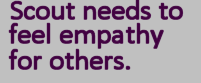 Scout needs to
feel empathy
for others.